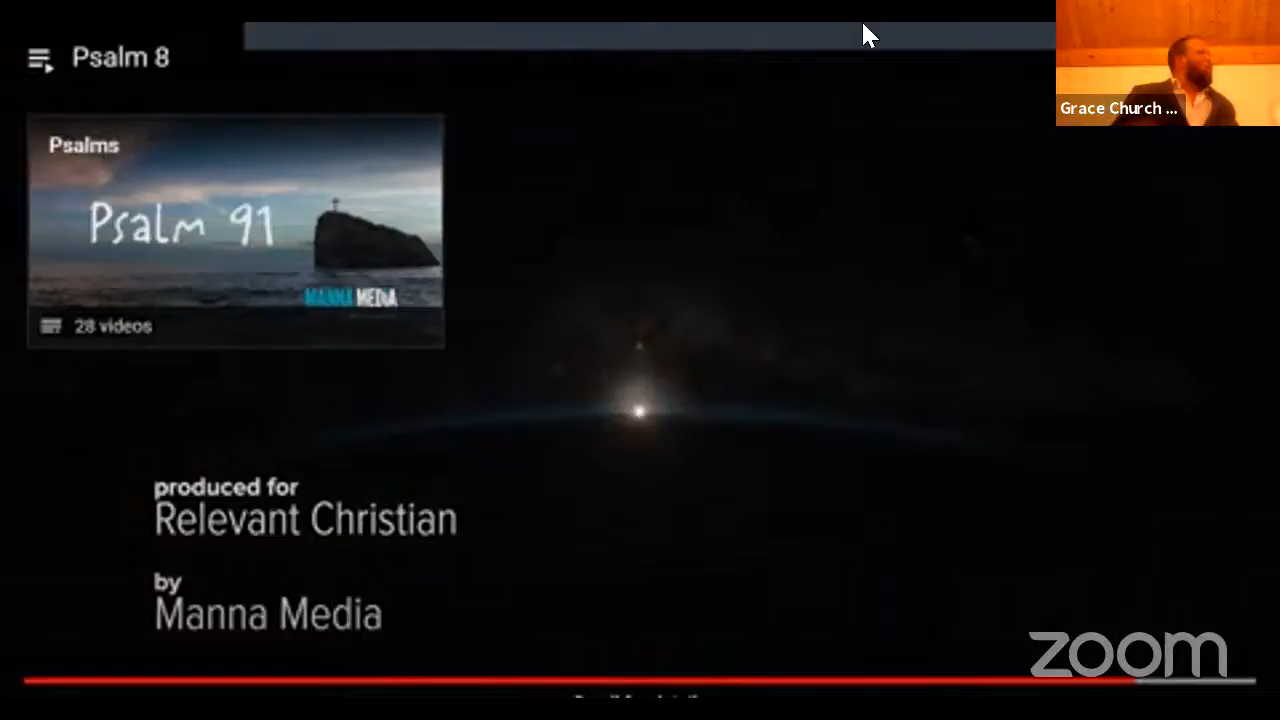 Psalm 8
Grace Church ...
Psalms
Psalm 91
MANNA MEDIA
28 videos
produced for
Relevant Christian
by
Manna Media
zoom